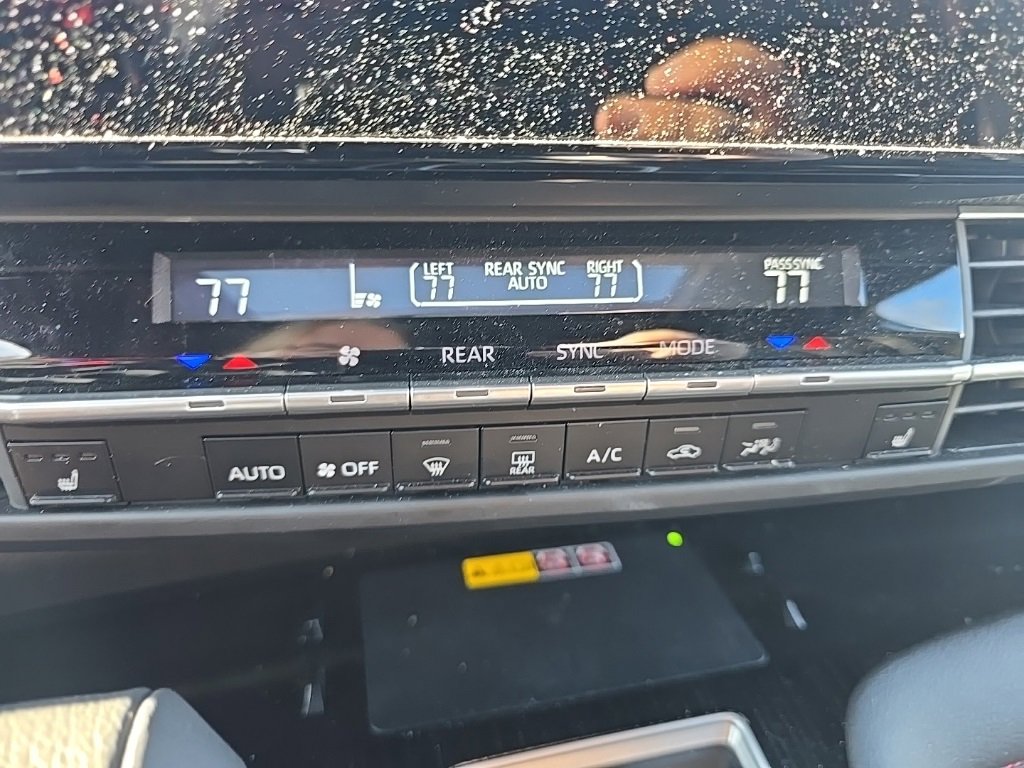 77
LEFT REAR SYNC RIGHT
77 AUTO 77
PASS SYNC
77
REAR SYNC MODE
AUTO
OFF
REAR
A/C